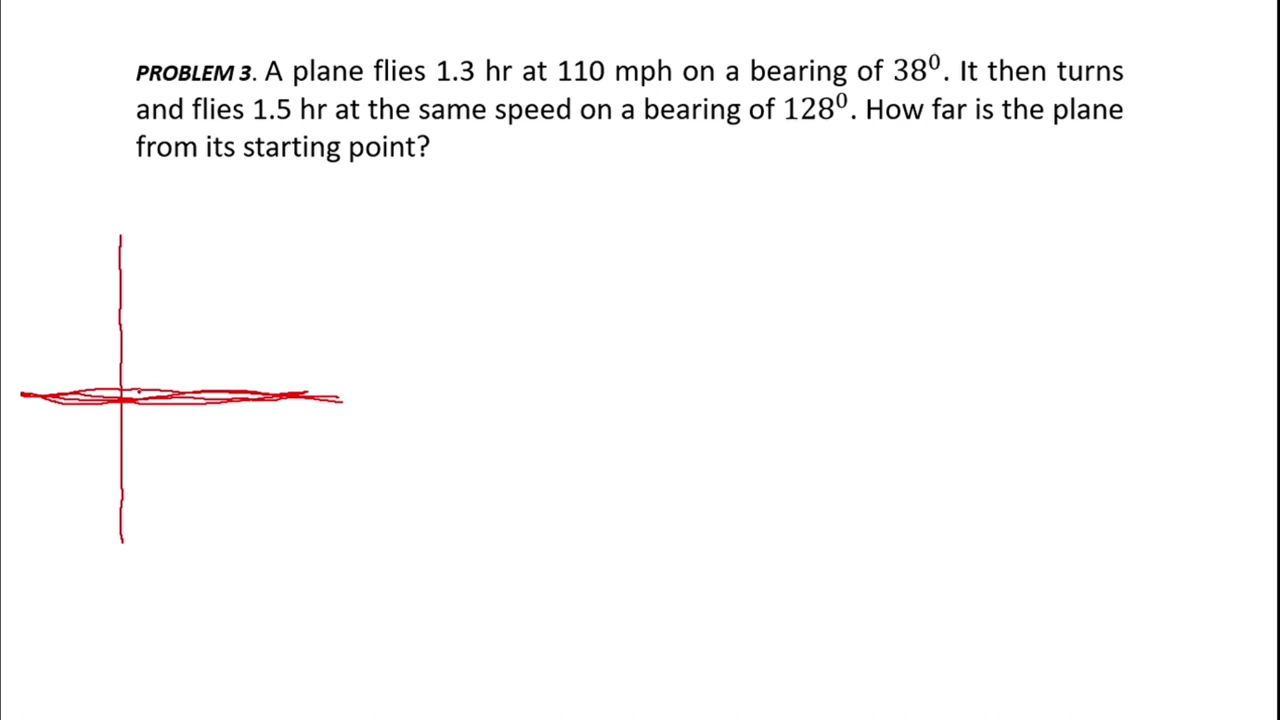 PROBLEM 3. A plane flies 1.3 hr at 110 mph on a bearing of 38⁰. It then turns
and flies 1.5 hr at the same speed on a bearing of 128⁰. How far is the plane
from its starting point?